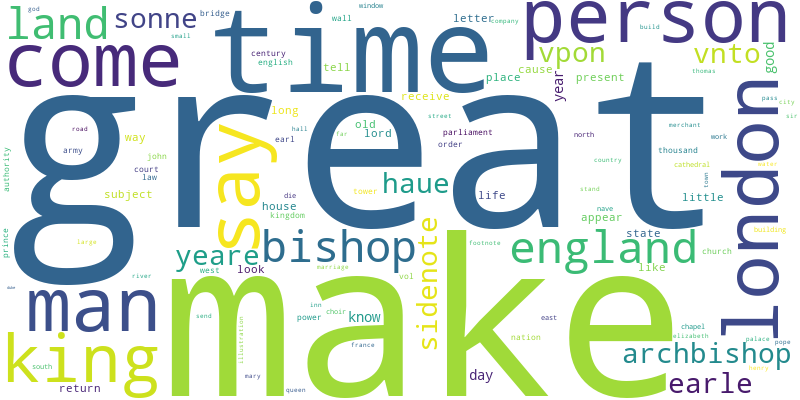 god
bridge
window
land
sonne
wall
letter
company
person
small
come
time
build
century
english
tell
vpon
vnto
good
place
cause
present
thomas
year
great
long
receive
pass
city
sir
road
old
way
hall
far
lord
street
parliament
north
merchant
work
army
john
earl
order
thousand
london
authority
court
law
say
country
cathedral
water
tower
haue
subject
die
life
stand
town
little
house
kingdom
nave
appear
prince
large
yeare
bishop
sidenote
footnote
england
state
building
church
west
look
marriage
like
river
vol
man
make
king
inn
choir
power
know
send
illustration
east
chapel
elizabeth
nation
palace
pope
france
archbishop
south
mary
day
henry
return
queen
earle